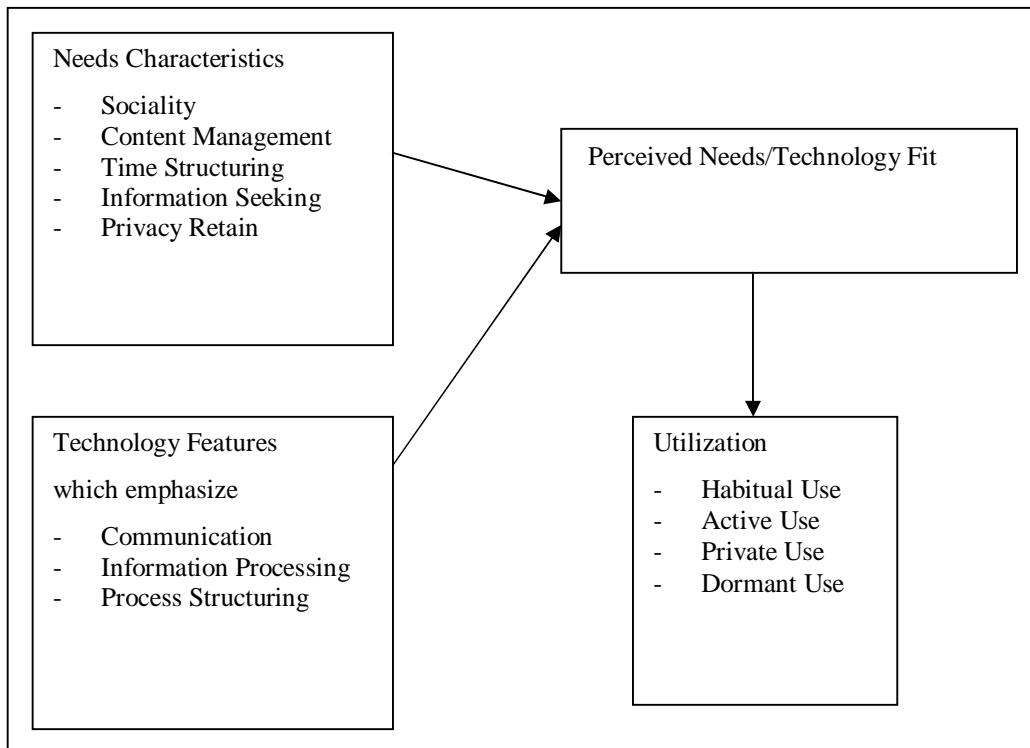 Needs Characteristics
- Sociality
- Content Management
- Time Structuring
- Information Seeking
- Privacy Retain
Perceived Needs/Technology Fit
Technology Features
which emphasize
- Communication
- Information Processing
- Process Structuring
Utilization
- Habitual Use
- Active Use
- Private Use
- Dormant Use